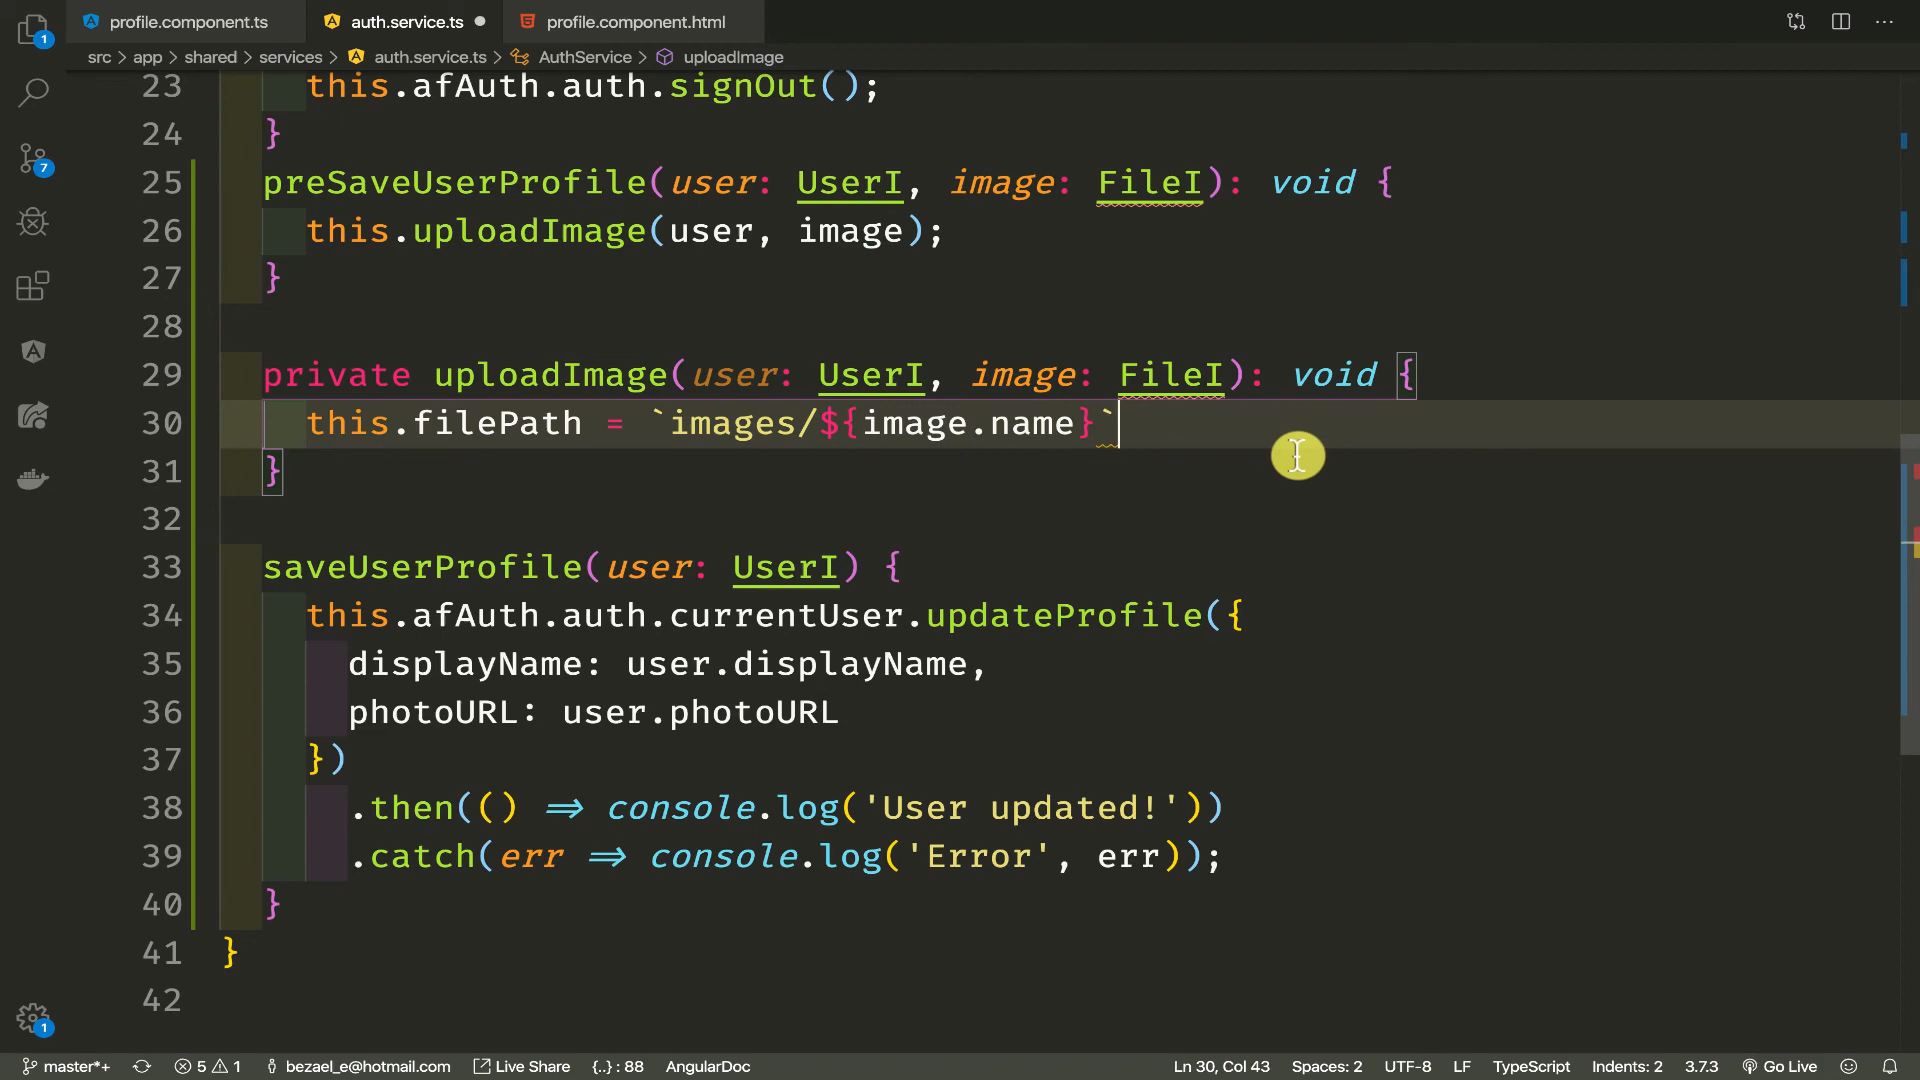 profile.component.ts
auth.service.ts
profile.component.html
src > app > shared > services > auth.service.ts > AuthService > uploadImage
23 this.afAuth.auth.signOut();
24 }
25 preSaveUserProfile(user: UserI, image: FileI): void {
26 this.uploadImage(user, image);
27 }
28
29 private uploadImage(user: UserI, image: FileI): void {
30 this.filePath = `images/${image.name}`
31 }
32
33 saveUserProfile(user: UserI) {
34 this.afAuth.auth.currentUser.updateProfile({
35 displayName: user.displayName,
36 photoURL: user.photoURL
37 })
38 .then(() => console.log('User updated!'))
39 .catch(err => console.log('Error', err));
40 }
41 }
42
1
7
1
master*+ 5 1 bezael_e@hotmail.com Live Share {..} : 88 AngularDoc Ln 30, Col 43 Spaces: 2 UTF-8 LF TypeScript Indents: 2 3.7.3 Go Live